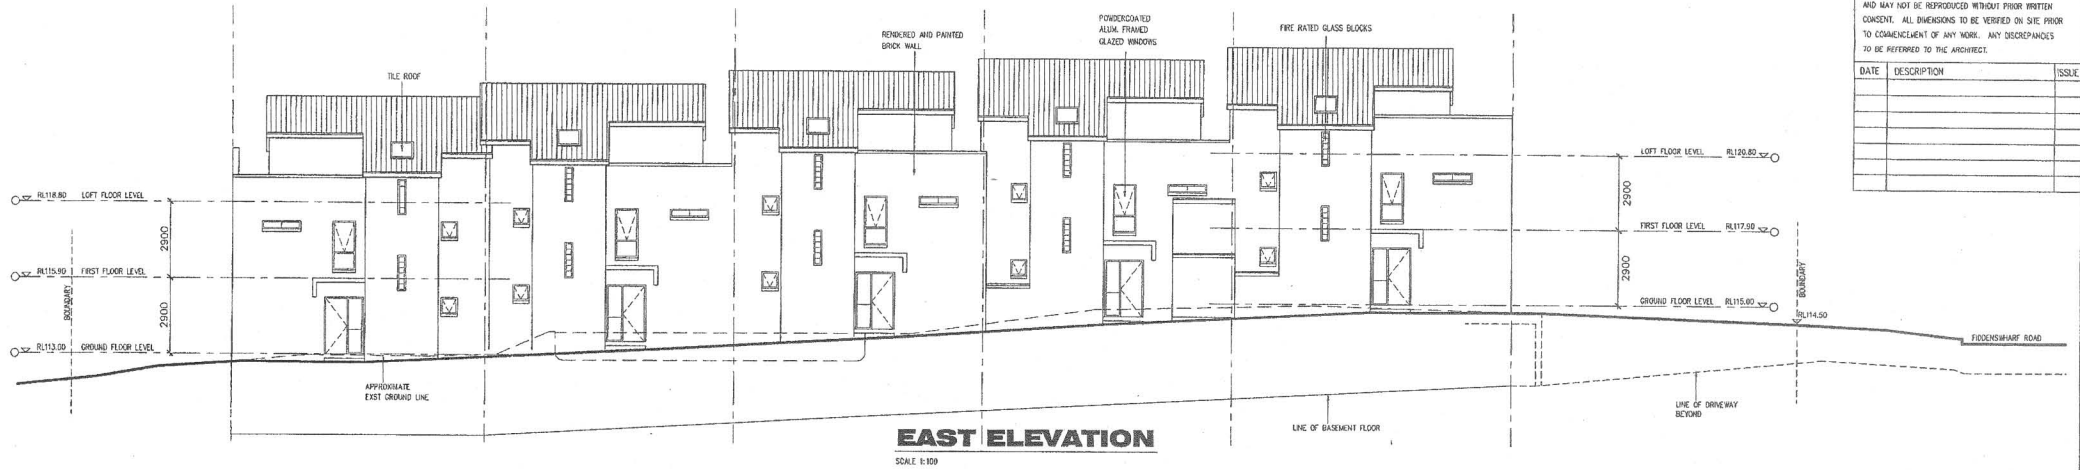 AND MAY NOT BE REPRODUCED WITHOUT PRIOR WRITTEN
CONSENT. ALL DIMENSIONS TO BE VERIFIED ON SITE PRIOR
TO COMMENCEMENT OF ANY WORK. ANY DISCREPANCIES
TO BE REFERRED TO THE ARCHITECT.
DATE DESCRIPTION ISSUE
TILE ROOF
RENDERED AND PAINTED
BRICK WALL
POWDERCOATED
ALUM. FRAMED
GLAZED WINDOWS
FIRE RATED GLASS BLOCKS
RL118.80 LOFT FLOOR LEVEL
2900
RL115.90 FIRST FLOOR LEVEL
2900
RL113.00 GROUND FLOOR LEVEL
BOUNDARY
LOFT FLOOR LEVEL RL120.80
2900
FIRST FLOOR LEVEL RL117.90
2900
GROUND FLOOR LEVEL RL115.00
BOUNDARY
RL114.50
FIDDENSWHARF ROAD
APPROXIMATE
EXST GROUND LINE
LINE OF BASEMENT FLOOR
LINE OF DRIVEWAY
BEYOND
EAST ELEVATION
SCALE 1:100